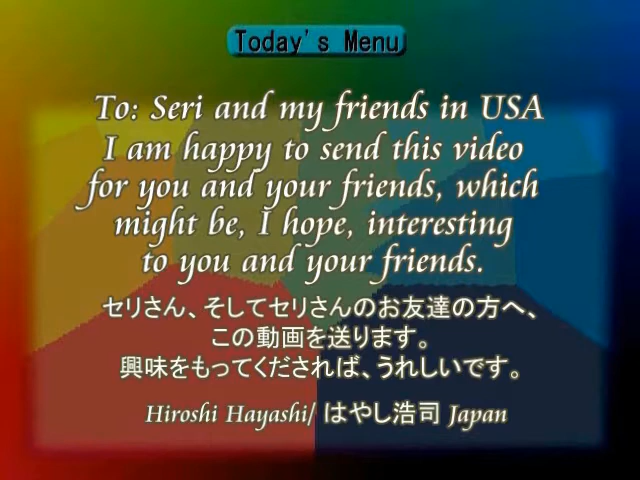 Today's Menu
To: Seri and my friends in USA
I am happy to send this video
for you and your friends, which
might be, I hope, interesting
to you and your friends.
セリさん、そしてセリさんのお友達の方へ、
この動画を送ります。
興味をもってくだされば、うれしいです。
Hiroshi Hayashi/ はやし浩司 Japan